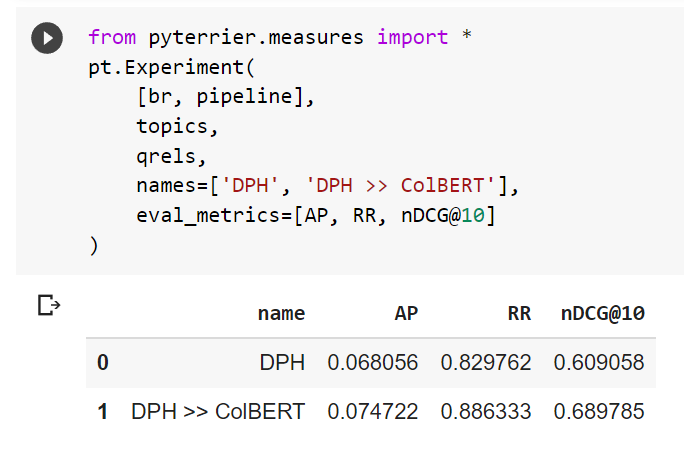 from pyterrier.measures import *
pt.Experiment(
    [br, pipeline],
    topics,
    qrels,
    names=['DPH', 'DPH >> ColBERT'],
    eval_metrics=[AP, RR, nDCG@10]
)
name AP RR nDCG@10
0 DPH 0.068056 0.829762 0.609058
1 DPH >> ColBERT 0.074722 0.886333 0.689785